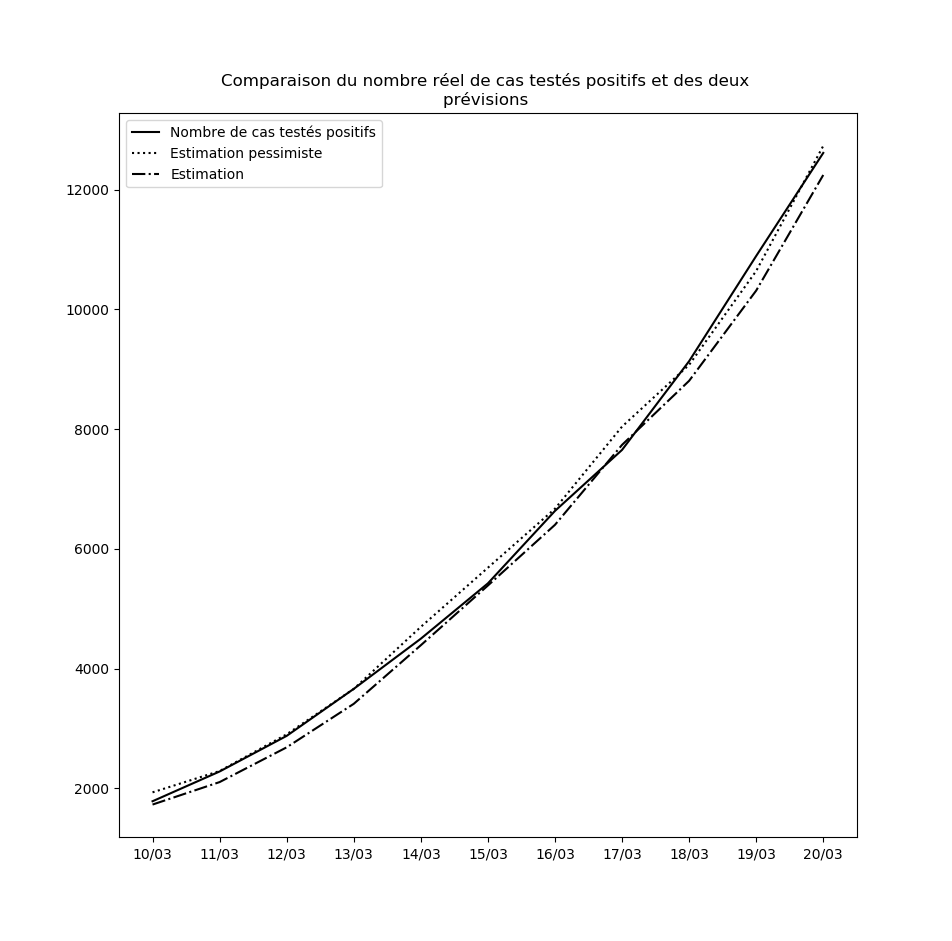 Comparaison du nombre réel de cas testés positifs et des deux
prévisions
Nombre de cas testés positifs
Estimation pessimiste
Estimation
12000
10000
8000
6000
4000
2000
10/03 11/03 12/03 13/03 14/03 15/03 16/03 17/03 18/03 19/03 20/03